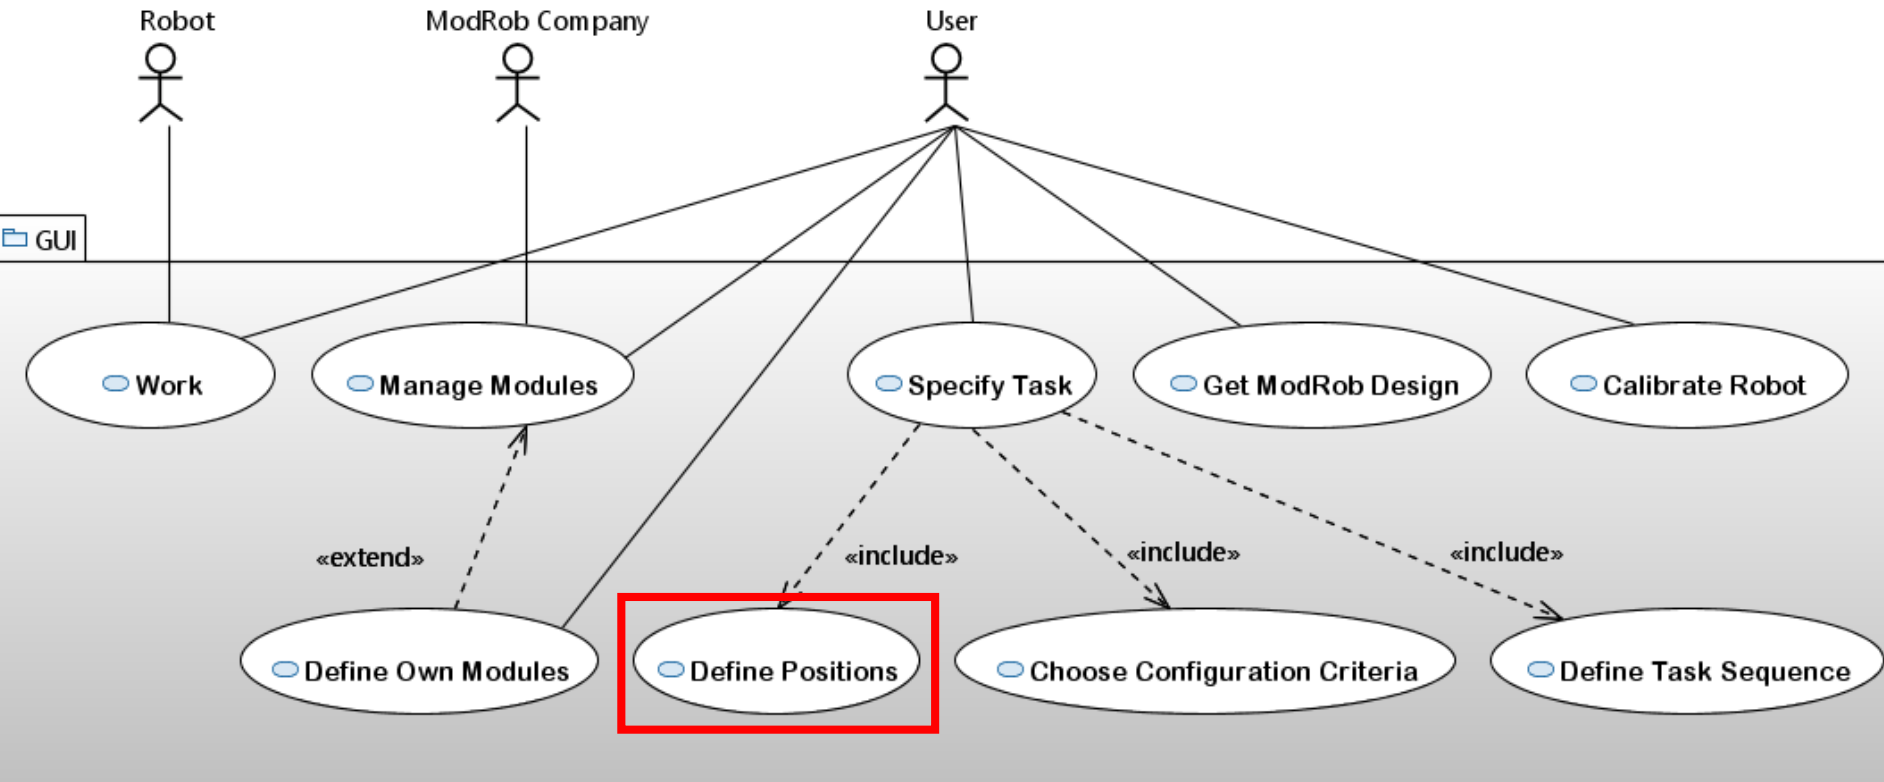 Robot
ModRob Company
User
GUI
Work
Manage Modules
Specify Task
Get ModRob Design
Calibrate Robot
«extend»
«include»
«include»
«include»
Define Own Modules
Define Positions
Choose Configuration Criteria
Define Task Sequence